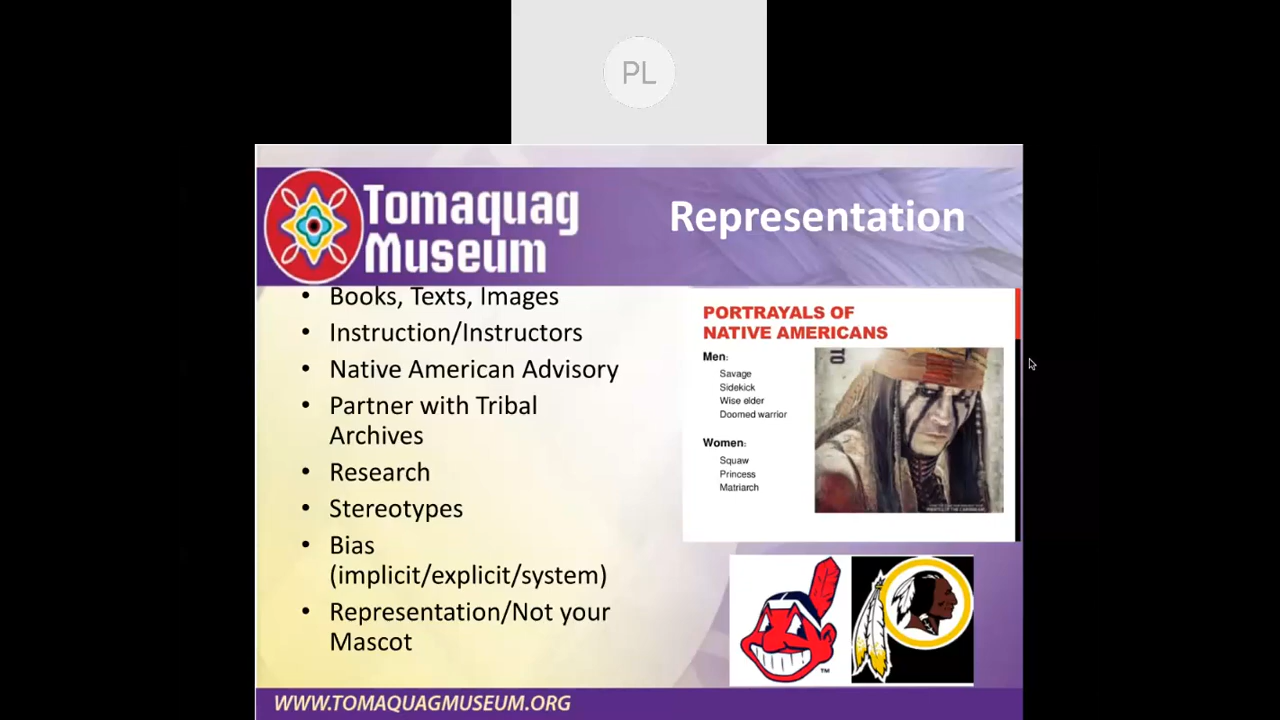 PL
Tomaquag
Museum
Representation
• Books, Texts, Images
• Instruction/Instructors
• Native American Advisory
• Partner with Tribal
Archives
• Research
• Stereotypes
• Bias
(implicit/explicit/system)
• Representation/Not your
Mascot
PORTRAYALS OF
NATIVE AMERICANS
Men:
Savage
Sidekick
Wise elder
Doomed warrior
Women:
Squaw
Princess
Matriarch
TO
TM
WWW.TOMAQUAGMUSEUM.ORG